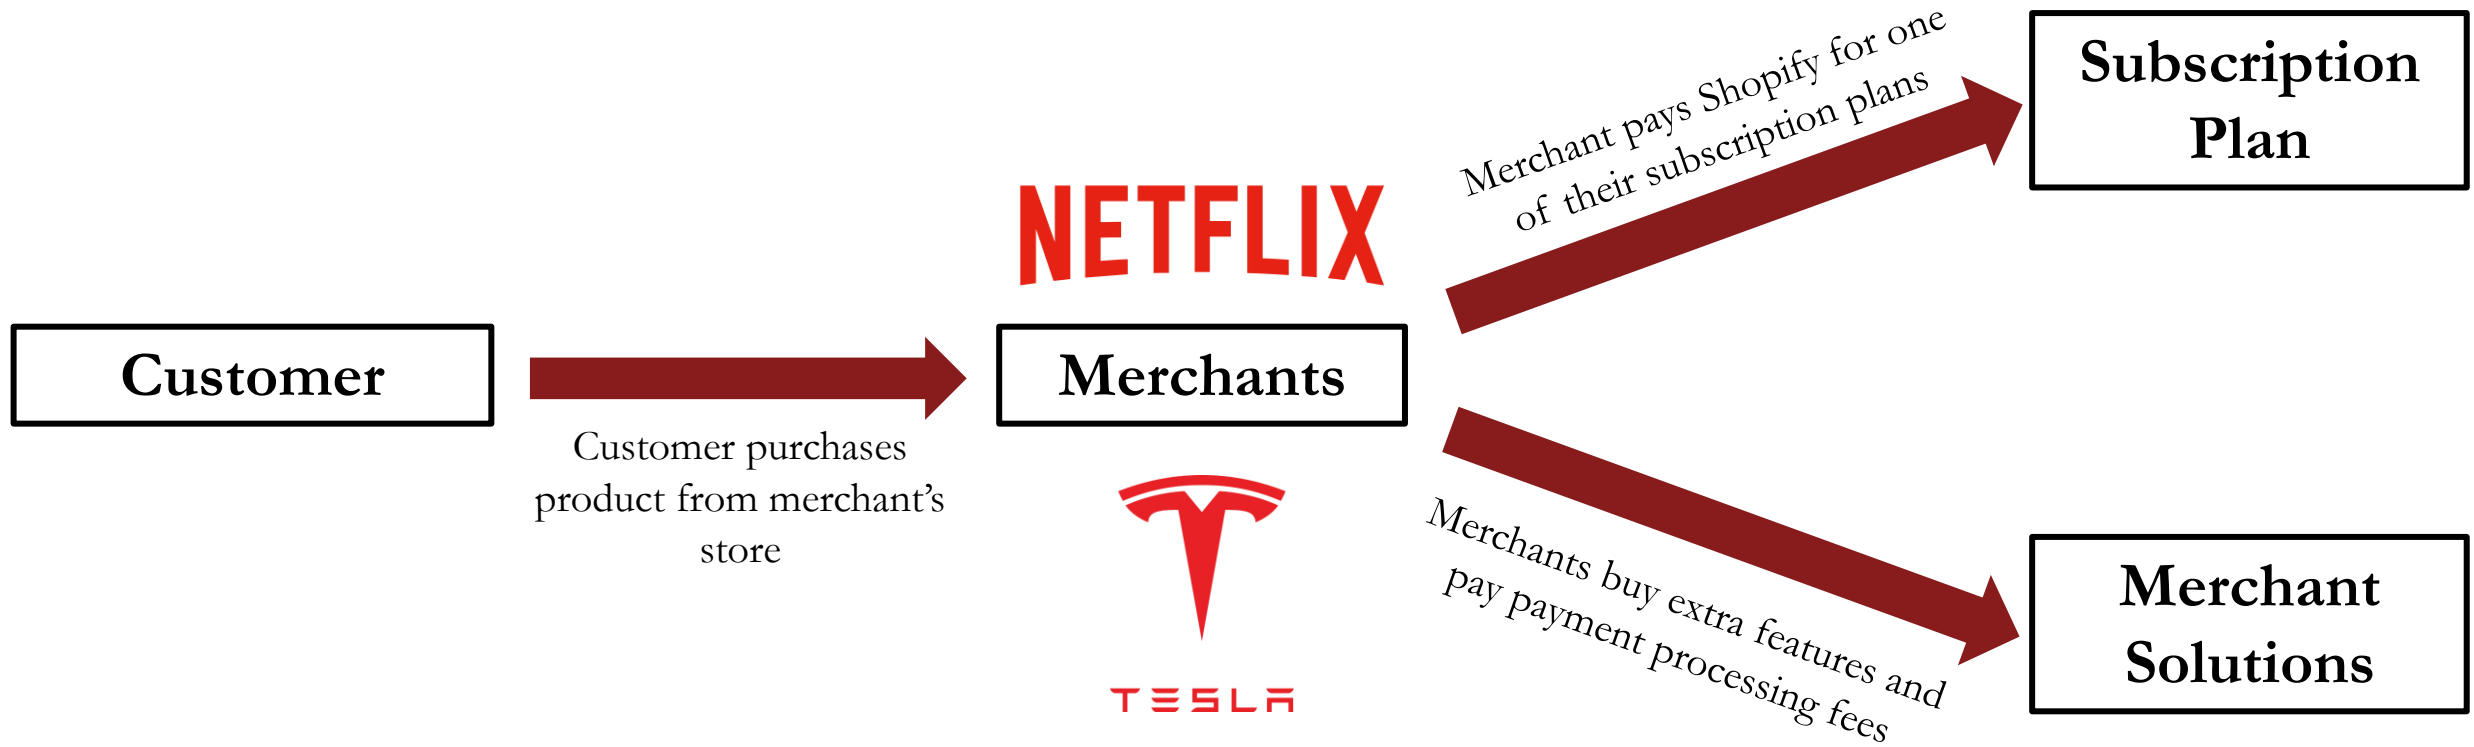 Customer
Customer purchases
product from merchant’s
store
NETFLIX
Merchants
TESLA
Merchant pays Shopify for one
of their subscription plans
Subscription
Plan
Merchants buy extra features and
pay payment processing fees
Merchant
Solutions